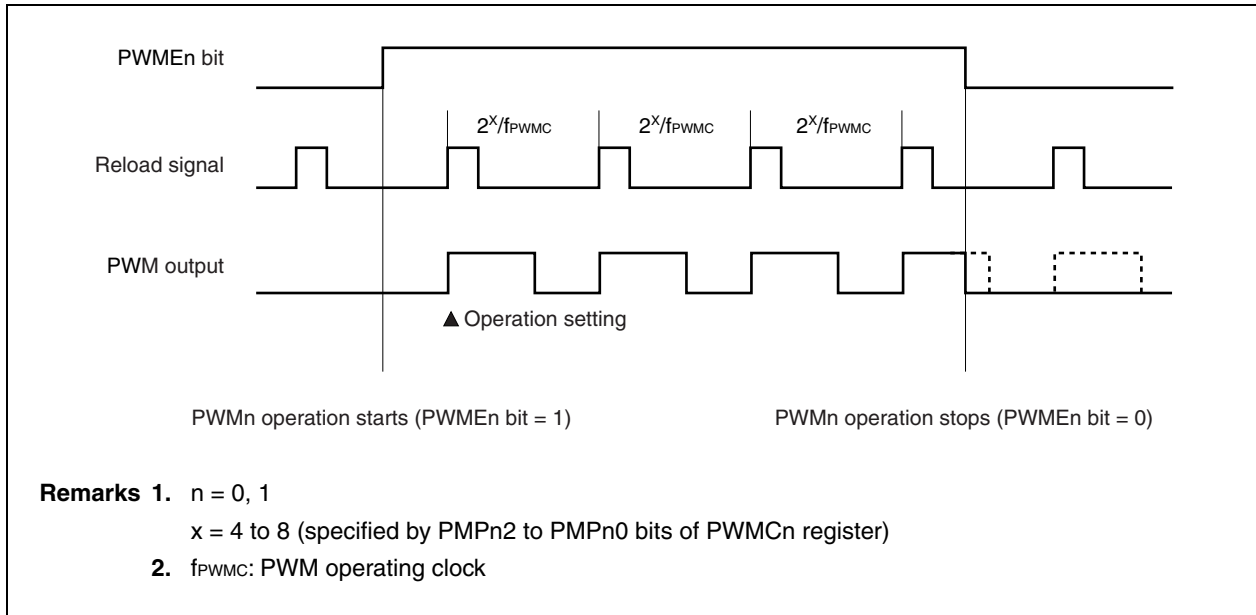 PWMEn bit
2^X/fPWMC 2^X/fPWMC 2^X/fPWMC
Reload signal
PWM output
▲ Operation setting
PWMn operation starts (PWMEn bit = 1) PWMn operation stops (PWMEn bit = 0)
Remarks 1. n = 0, 1
x = 4 to 8 (specified by PMPn2 to PMPn0 bits of PWMCn register)
2. fPWMC: PWM operating clock